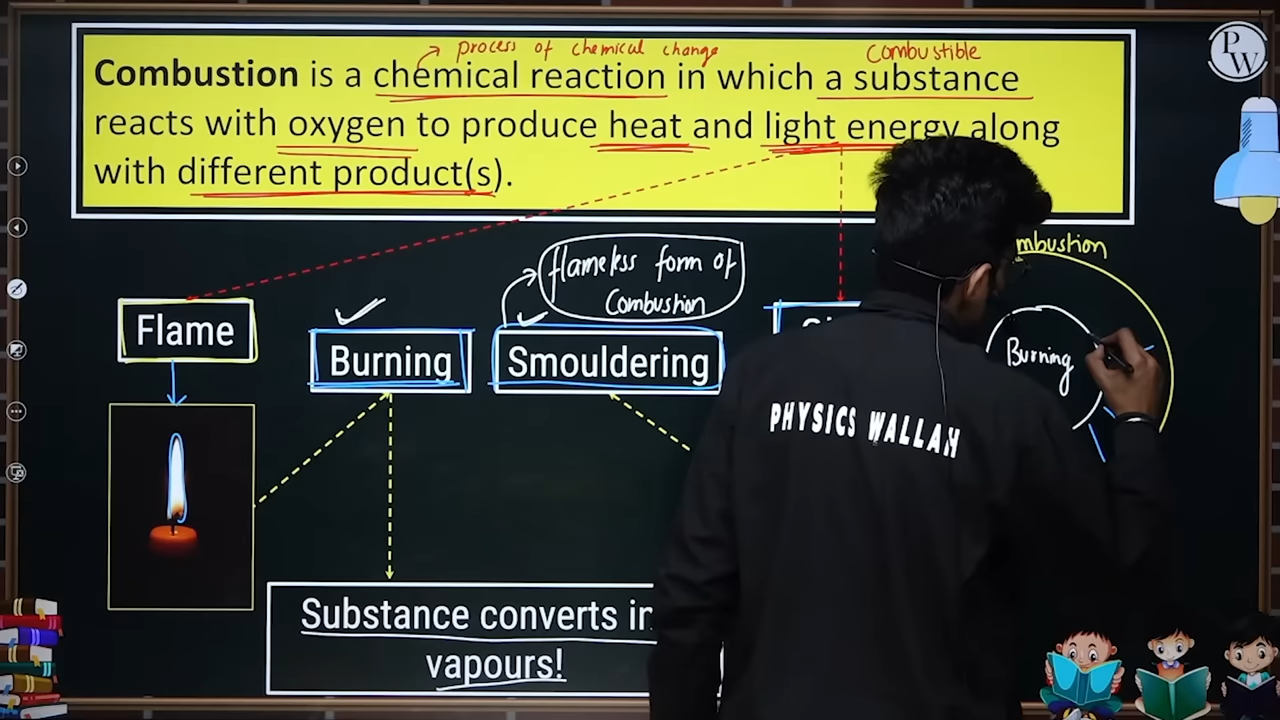 process of chemical change
Combustible
Combustion is a chemical reaction in which a substance
reacts with oxygen to produce heat and light energy along
with different product(s).
PW
mbustion
flameless form of
Combustion
Flame
Burning
Smouldering
Burning
PHYSICS WALLAH
Substance converts in
vapours!